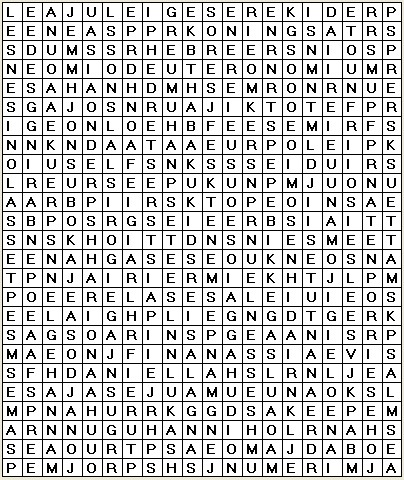 L E A J U L E I G E S E R E K I D E R P
E E N E A S P P R K O N I N G S A T R S
S D U M S S R H E B R E E R S N I O S P
N E O M I O D E U T E R O N O M I U M R
E S A H A N H D M H S E M R O N R N U E
S G A J O S N R U A J I K T O T E F P R
I G E O N L O E H B F E E S E M I R F S
N N K N D A A T A A E U R P O L E I P K
O I U S E L F S N K S S S E I D U I R S
L R E U R S E E P U K U N P M J U O N U
A A R B P I I R S K T O P E O I N S A E
S B P O S R G S E I E E R B S I A I T T
S N S K H O I T T D N S N I E S M E E T
E E N A H G A S E S E O U K N E O S N A
T P N J A I R I E R M I E K H T J L P M
P O E E R E L A S E S A L E I U I E O S
E E L A I G H P L I E G N G D T G E R K
S A G S O A R I N S P G E A A N I S R P
M A E O N J F I N A N A S S I A E V I S
S F H D A N I E L L A H S L R N L J E A
E S A J A S E J U A M U E U N A O K S L
M P N A H U R R K G G D S A K E E P E M
A R N N U G U H A N N I H O L R N A H S
S E A O U R T P S A E O M A J D A B O E
P E M J O R P S H S J N U M E R I M J A